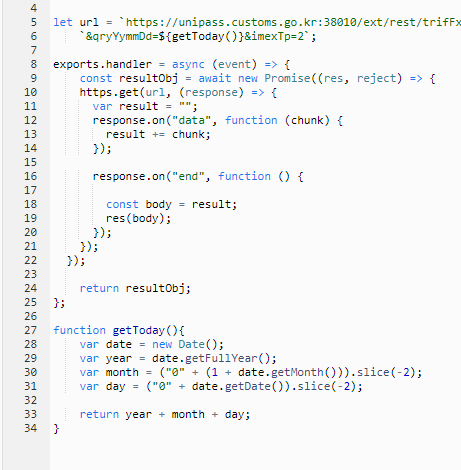 4
5 let url = `https://unipass.customs.go.kr:38010/ext/rest/trifFx
6 `&qryYymmDd=${getToday()}&imexTp=2`;
7
8 exports.handler = async (event) => {
9 const resultObj = await new Promise((res, reject) => {
10 https.get(url, (response) => {
11 var result = "";
12 response.on("data", function (chunk) {
13 result += chunk;
14 });
15
16 response.on("end", function () {
17
18 const body = result;
19 res(body);
20 });
21 });
22 });
23
24 return resultObj;
25 };
26
27 function getToday(){
28 var date = new Date();
29 var year = date.getFullYear();
30 var month = ("0" + (1 + date.getMonth())).slice(-2);
31 var day = ("0" + date.getDate()).slice(-2);
32
33 return year + month + day;
34 }